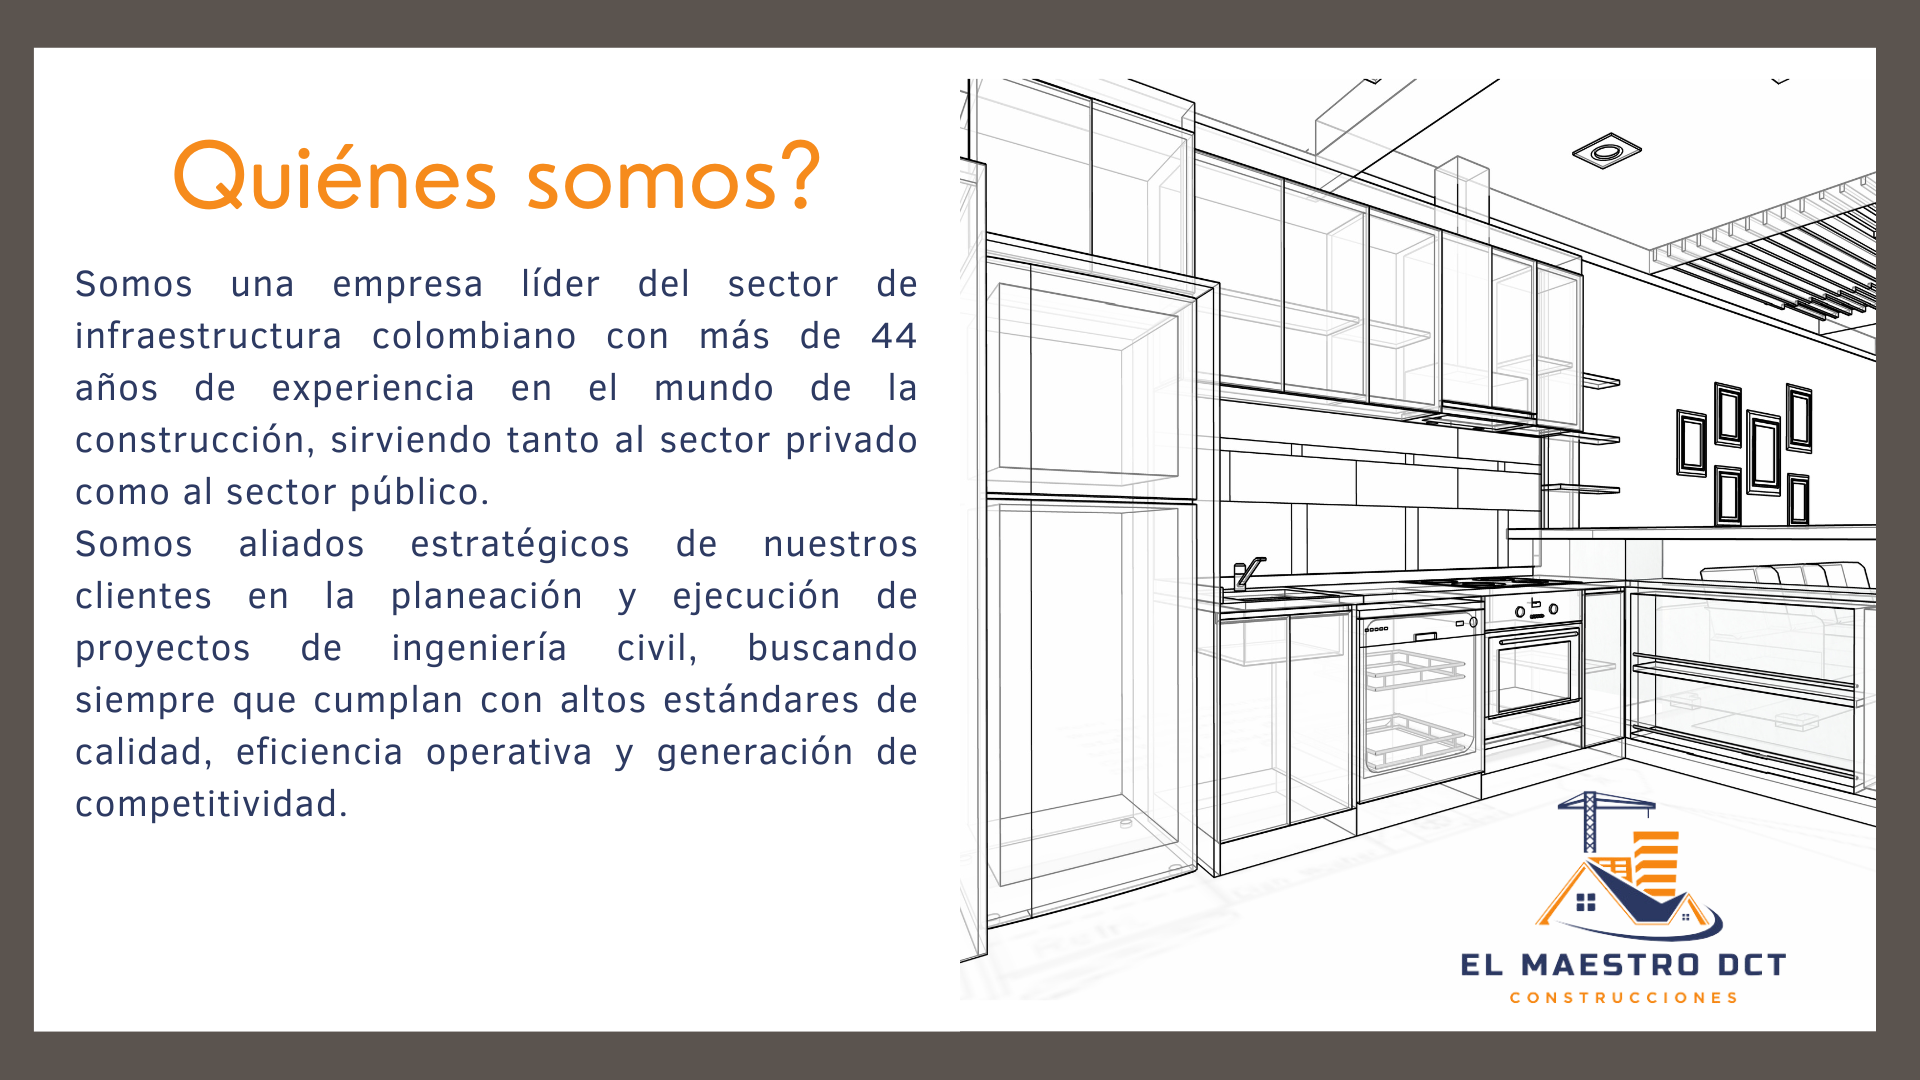 Quiénes somos?
Somos una empresa líder del sector de
infraestructura colombiano con más de 44
años de experiencia en el mundo de la
construcción, sirviendo tanto al sector privado
como al sector público.
Somos aliados estratégicos de nuestros
clientes en la planeación y ejecución de
proyectos de ingeniería civil, buscando
siempre que cumplan con altos estándares de
calidad, eficiencia operativa y generación de
competitividad.
EL MAESTRO DCT
CONSTRUCCIONES